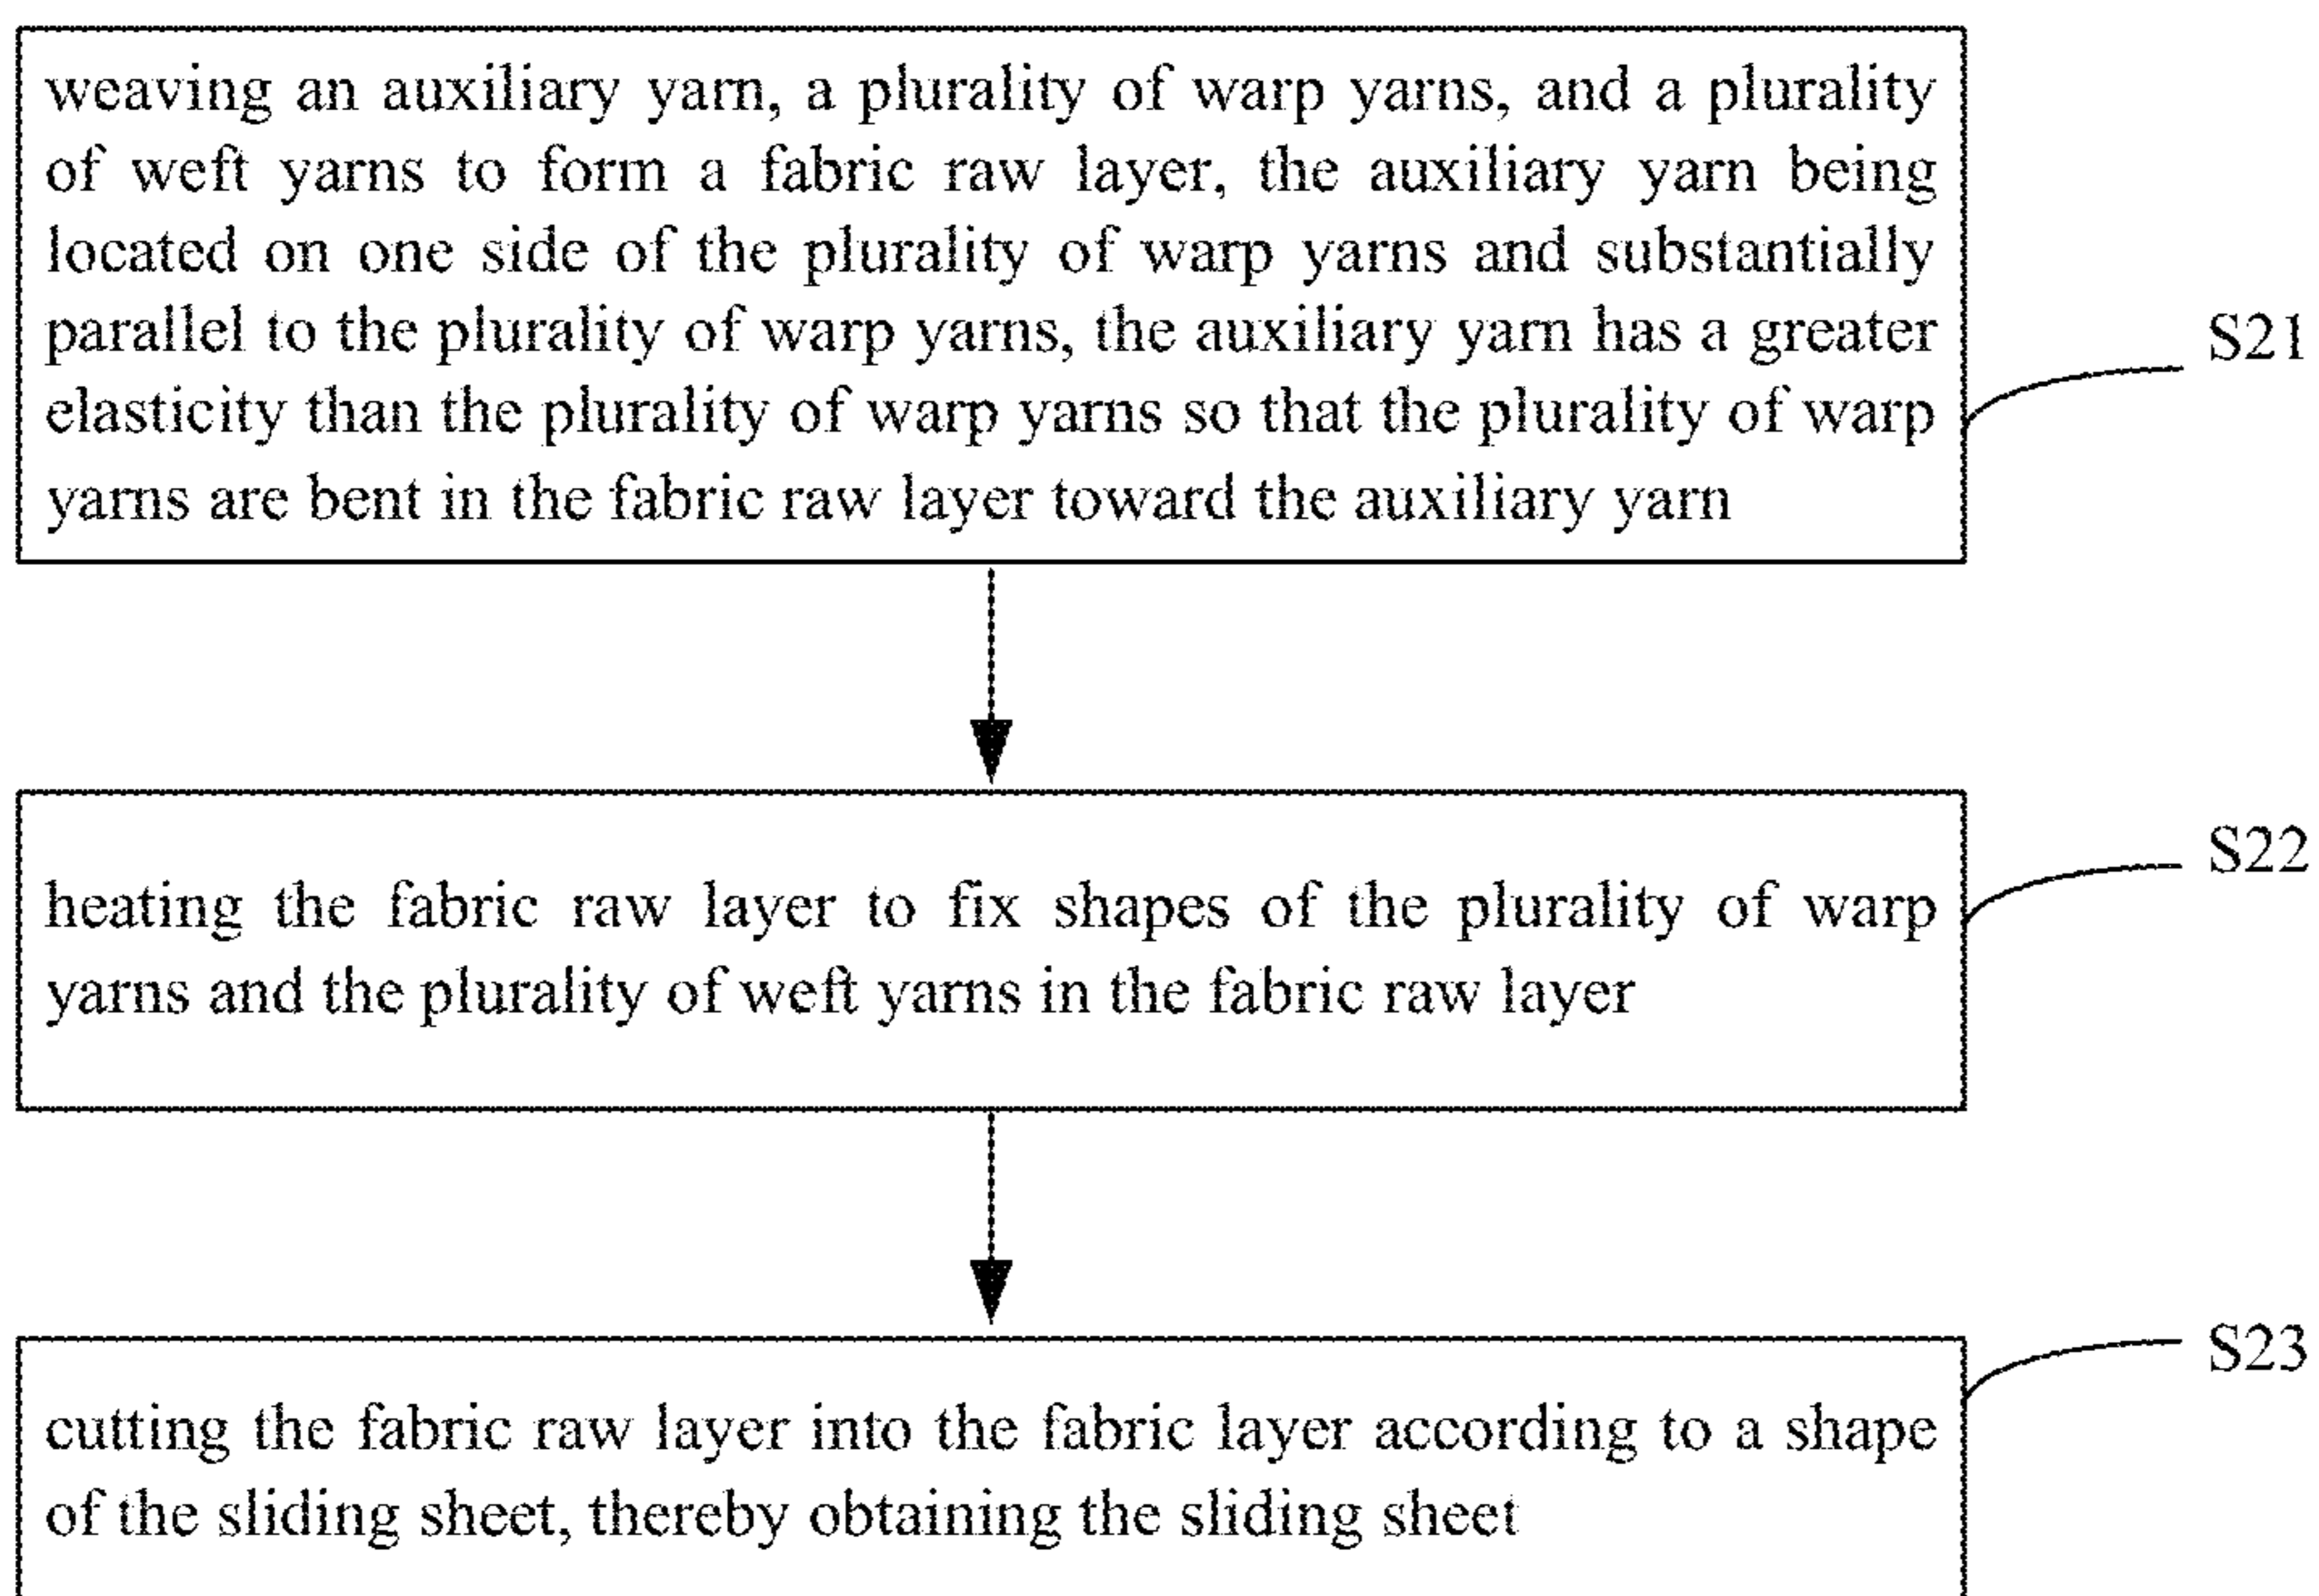 weaving an auxiliary yarn, a plurality of warp yarns, and a plurality
of weft yarns to form a fabric raw layer, the auxiliary yarn being
located on one side of the plurality of warp yarns and substantially
parallel to the plurality of warp yarns, the auxiliary yarn has a greater
elasticity than the plurality of warp yarns so that the plurality of warp
yarns are bent in the fabric raw layer toward the auxiliary yarn
S21
heating the fabric raw layer to fix shapes of the plurality of warp
yarns and the plurality of weft yarns in the fabric raw layer
S22
cutting the fabric raw layer into the fabric layer according to a shape
of the sliding sheet, thereby obtaining the sliding sheet
S23